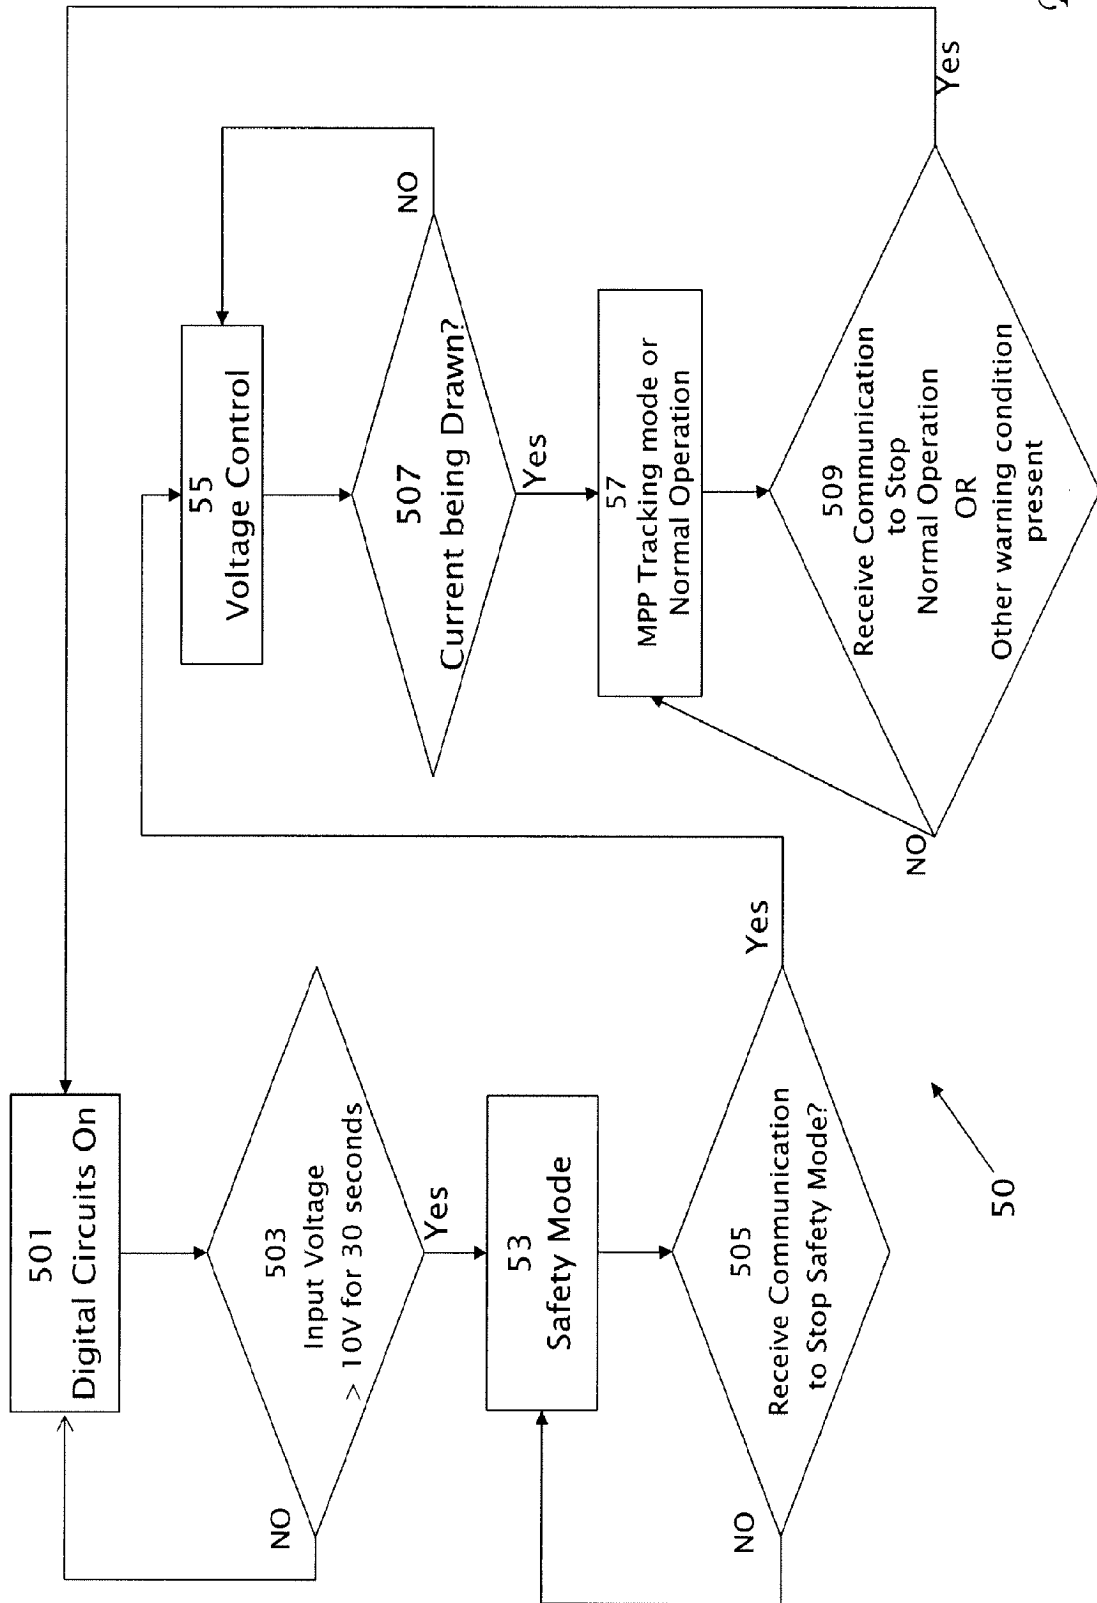 501
Digital Circuits On
503
Input Voltage
> 10V for 30 seconds
NO
Yes
53
Safety Mode
505
Receive Communication
to Stop Safety Mode?
NO
Yes
55
Voltage Control
507
Current being Drawn?
NO
Yes
57
MPP Tracking mode or
Normal Operation
509
Receive Communication
to Stop
Normal Operation
OR
Other warning condition
present
NO
Yes
50